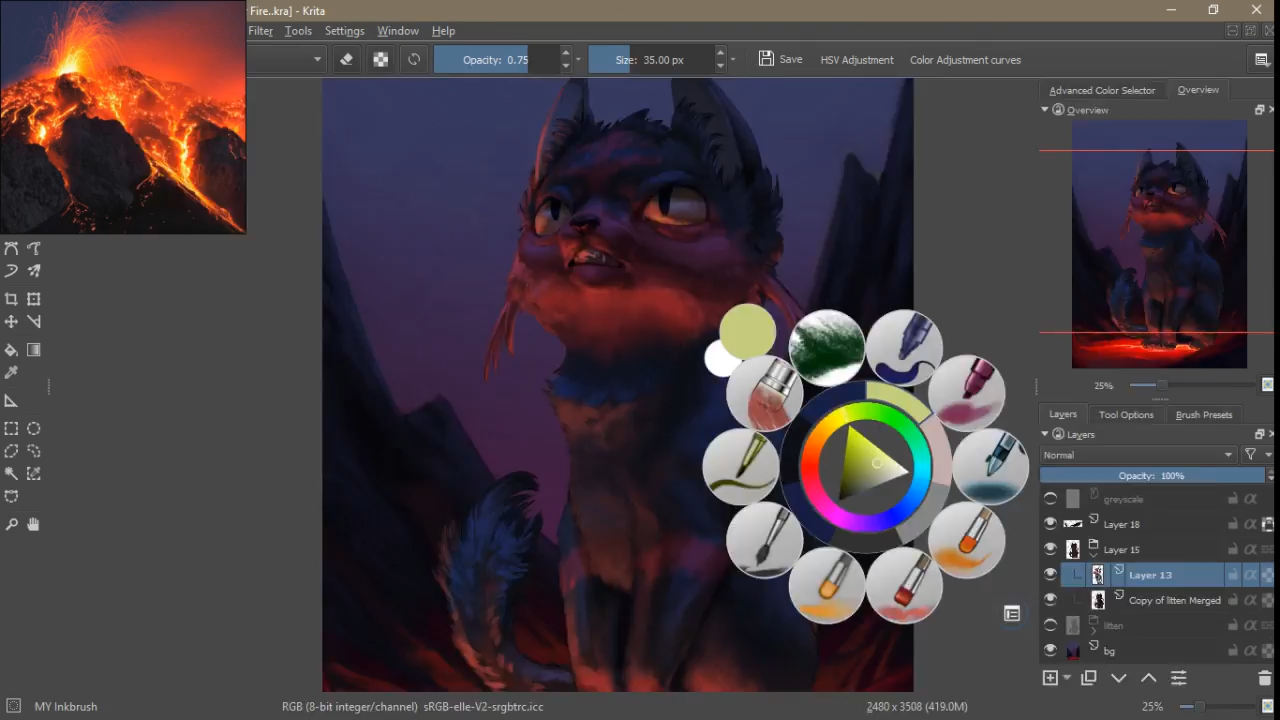 Fire..kra] - Krita
Filter Tools Settings Window Help
Opacity: 0.75 Size: 35.00 px Save HSV Adjustment Color Adjustment curves
Advanced Color Selector Overview
Overview
25%
Layers Tool Options Brush Presets
Layers
Normal
Opacity: 100%
greyscale
Layer 18
Layer 15
Layer 13
Copy of litten Merged
litten
bg
MY Inkbrush RGB (8-bit integer/channel) sRGB-elle-V2-srgbtrc.icc 2480 x 3508 (419.0M) 25%